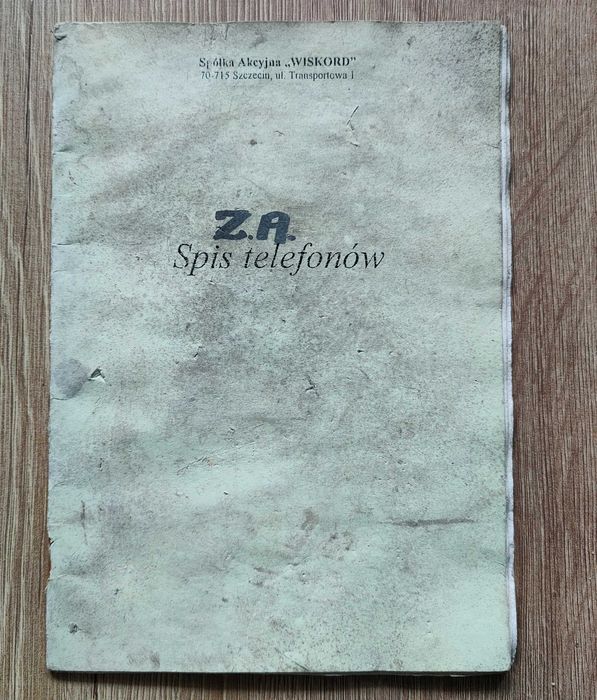 Spółka Akcyjna „WISKORD”
70-715 Szczecin, ul. Transportowa 1
Z.A.
Spis telefonów